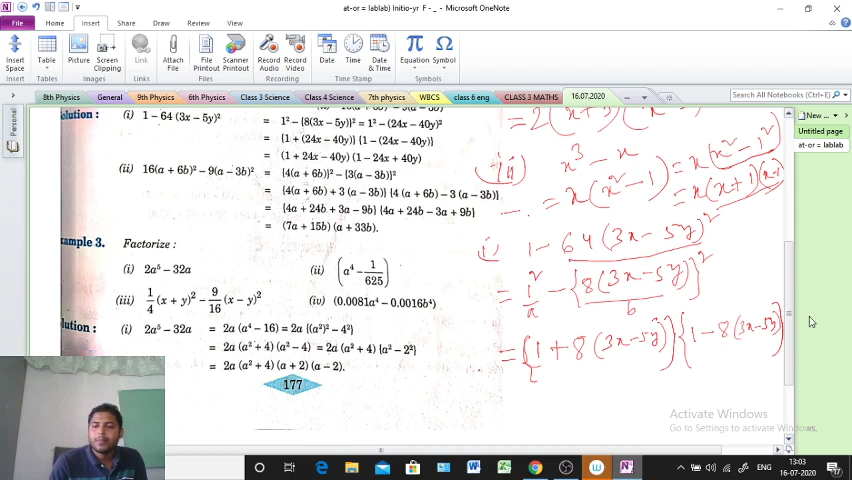 at-or = lablab) Initio-yr F - _ - Microsoft OneNote
File Home Insert Draw History Review View
Insert Space Table Picture Screen Clipping Link Attach File File Printout Scanner Printout Record Audio Record Video Date Time Date & Time Equation Symbol
Insert Tables Images Links Files Recording Time Stamp Symbols
8th Physics General 9th Physics 6th Physics Class 3 Science Class 4 Science 7th physics WBCS class 6 eng CLASS 3 MATHS 16.07.2020 Search All Notebooks (Ctrl+E)
Personal
New ...
Untitled page
at-or = lablab
olution : (i) 1 − 64 (3x − 5y)² = 1² − {8(3x − 5y)}² = 1² − (24x − 40y)²
= {1 + (24x − 40y)} {1 − (24x − 40y)}
= (1 + 24x − 40y) (1 − 24x + 40y)
(ii) 16(a + 6b)² − 9(a − 3b)² = {4(a + 6b)}² − {3(a − 3b)}²
= {4(a + 6b) + 3 (a − 3b)} {4 (a + 6b) − 3 (a − 3b)}
= {4a + 24b + 3a − 9b} {4a + 24b − 3a + 9b}
= (7a + 15b) (a + 33b).
xample 3. Factorize :
(i) 2a⁵ − 32a (ii) (a⁴ − 1/625)
(iii) 1/4 (x + y)² − 9/16 (x − y)² (iv) (0.0081a⁴ − 0.0016b⁴)
lution : (i) 2a⁵ − 32a = 2a (a⁴ − 16) = 2a {(a²)² − 4²}
= 2a (a² + 4) (a² − 4) = 2a (a² + 4) {a² − 2²}
= 2a (a² + 4) (a + 2) (a − 2).
177
= 2(x+3)(x
(iii) x³ − x = x(x² − 1²)
= x(x² − 1) = x(x+1)(x-1)
i) 1 − 64 (3x − 5y)²
= 1² − {8(3x − 5y)}²
a b
= {1 + 8(3x − 5y)} {1 − 8(3x − 5y)}
Activate Windows
Go to Settings to activate Windows.
ENG 13:03 16-07-2020 17